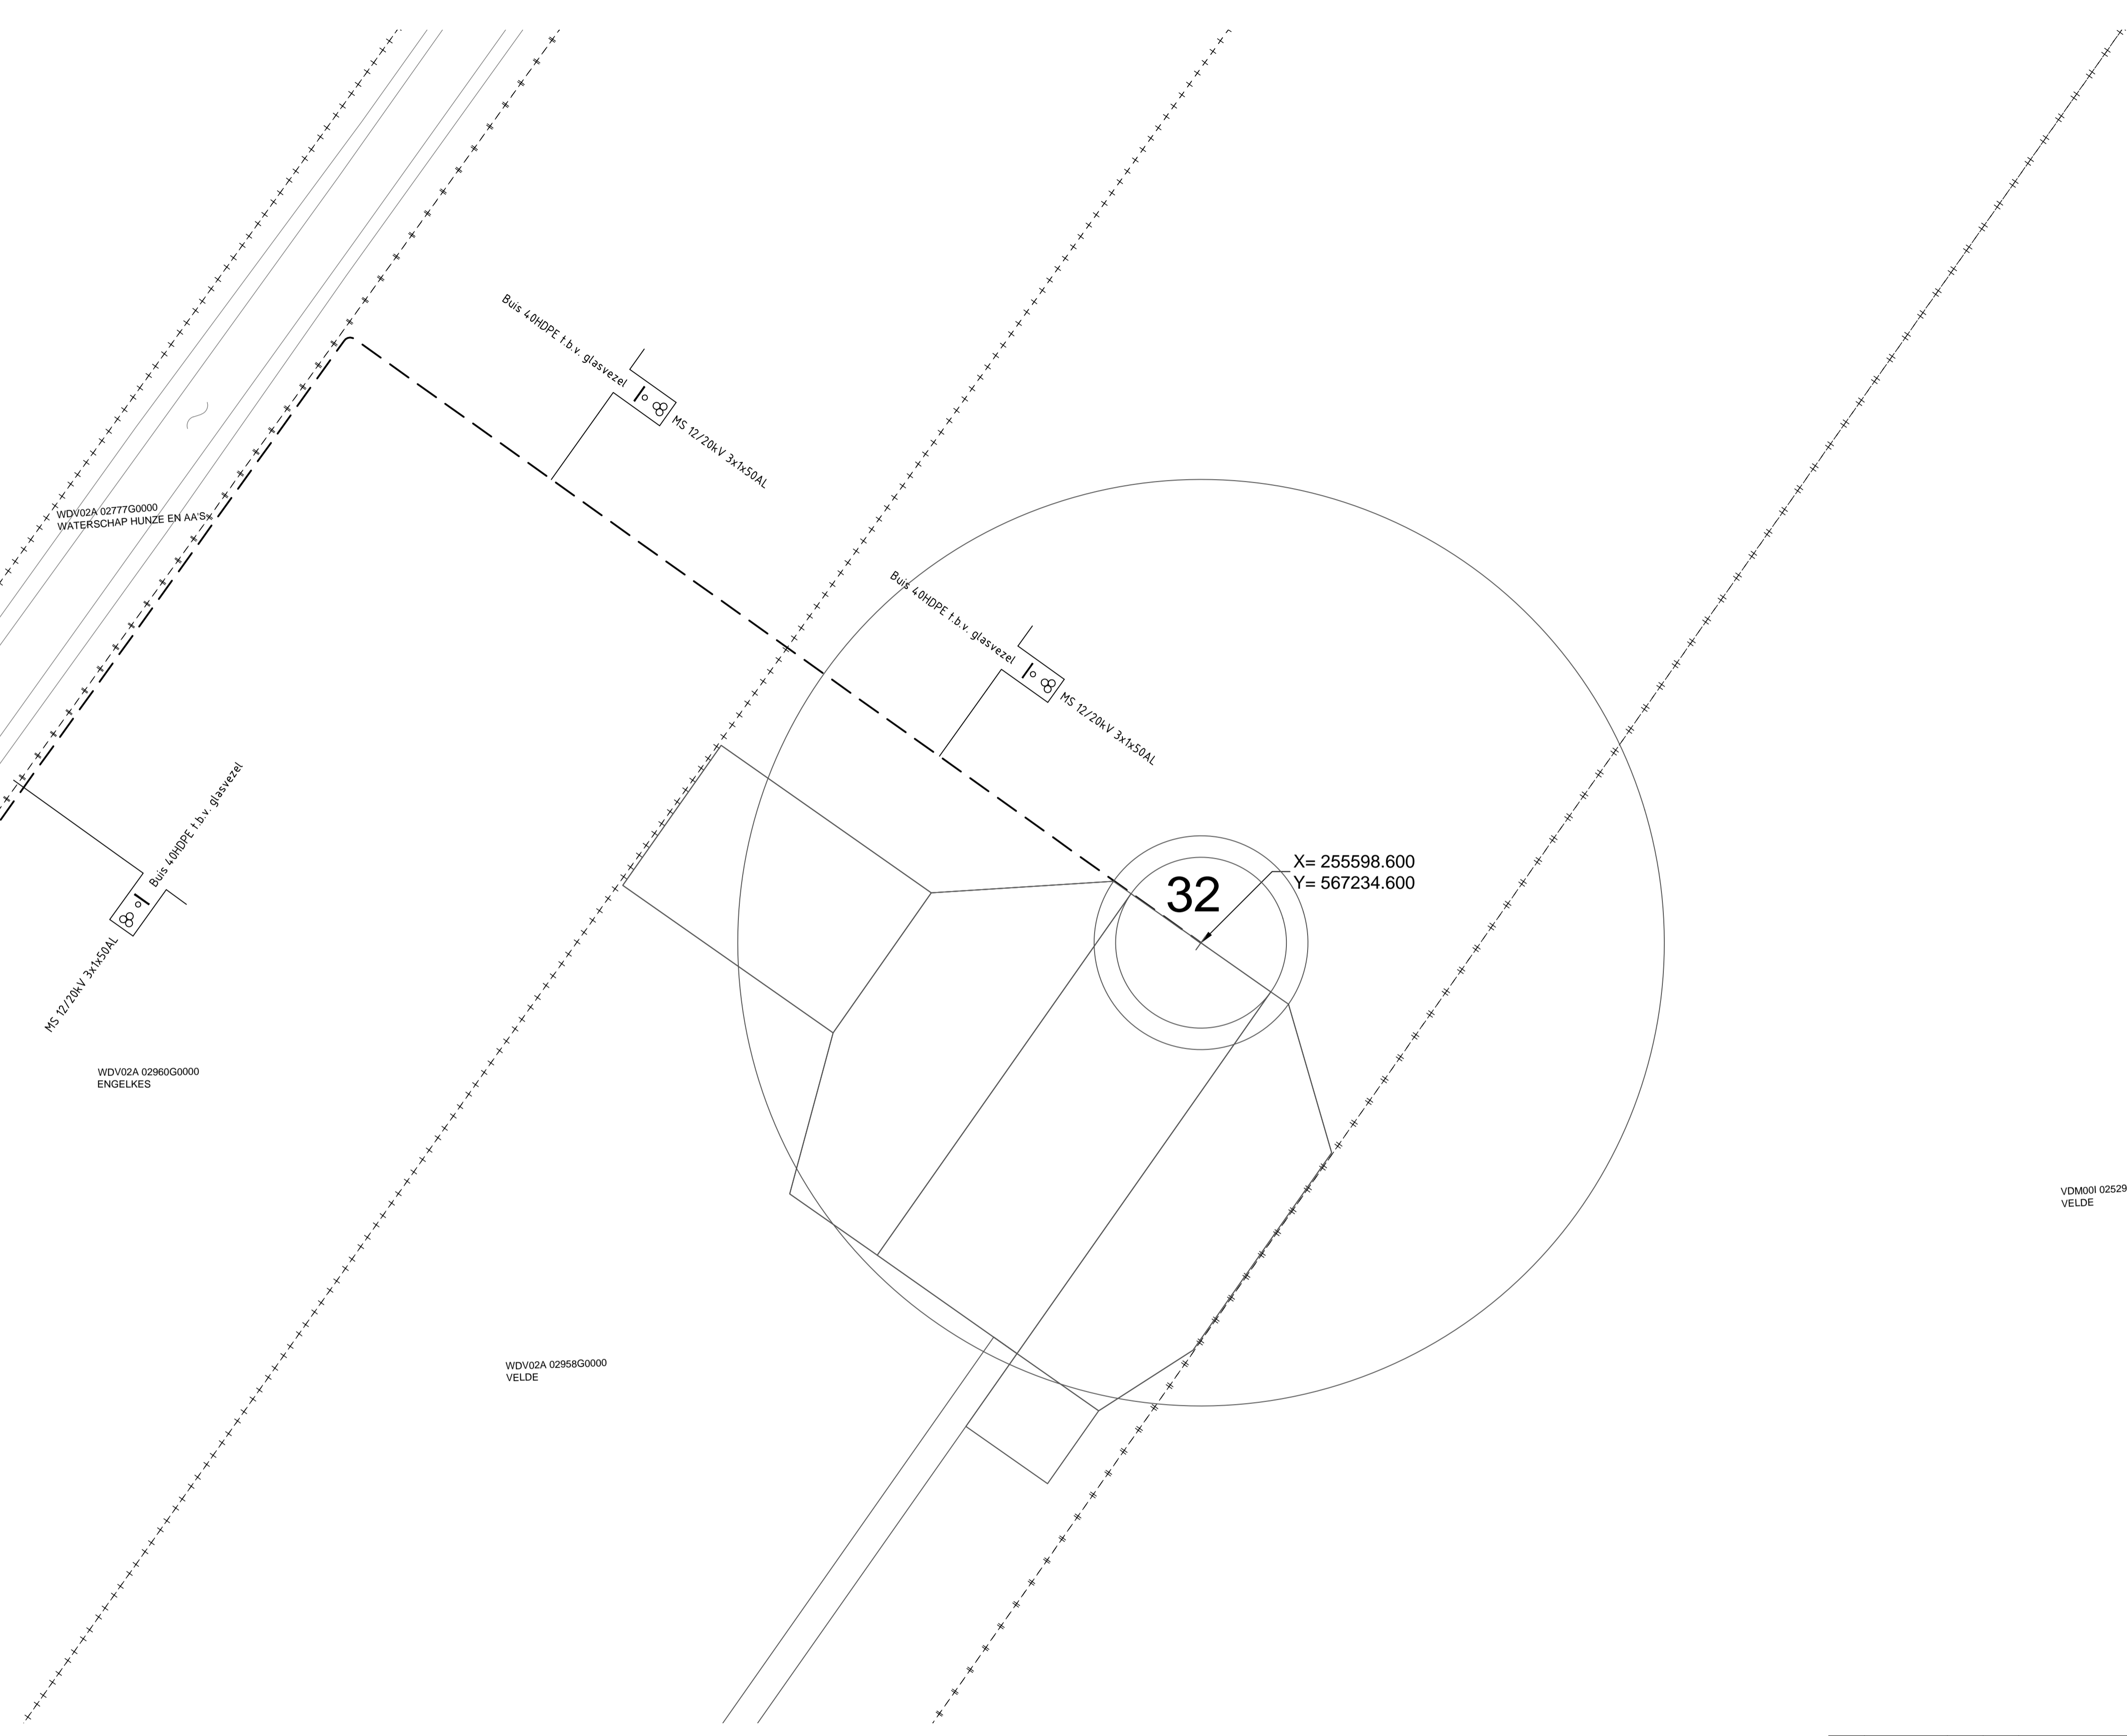 Buis 40HDPE t.b.v. glasvezel
MS 12/20kV 3x1x50AL
WDV02A 02777G0000
WATERSCHAP HUNZE EN AA'S
Buis 40HDPE t.b.v. glasvezel
MS 12/20kV 3x1x50AL
Buis 40HDPE t.b.v. glasvezel
MS 12/20kV 3x1x50AL
32
X= 255598.600
Y= 567234.600
WDV02A 02960G0000
ENGELKES
VDM00I 02529
VELDE
WDV02A 02958G0000
VELDE